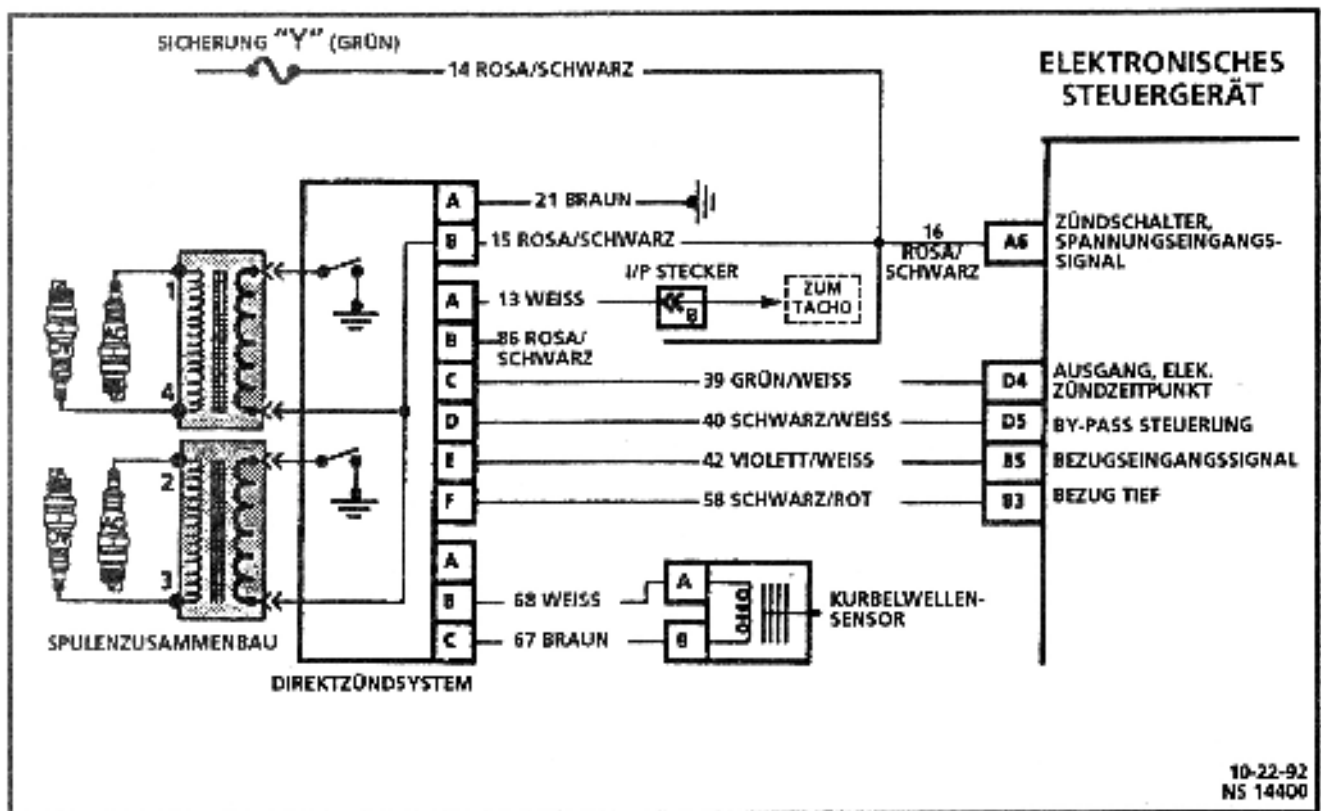 SICHERUNG "Y" (GRÜN)
14 ROSA/SCHWARZ
ELEKTRONISCHES
STEUERGERÄT
A
21 BRAUN
B
15 ROSA/SCHWARZ
16
ROSA/
SCHWARZ
A6
ZÜNDSCHALTER,
SPANNUNGSEINGANGS-
SIGNAL
I/P STECKER
A
13 WEISS
B
ZUM
TACHO
B
86 ROSA/
SCHWARZ
C
39 GRÜN/WEISS
D4
AUSGANG, ELEK.
ZÜNDZEITPUNKT
D
40 SCHWARZ/WEISS
D5
BY-PASS STEUERUNG
E
42 VIOLETT/WEISS
B5
BEZUGSEINGANGSSIGNAL
F
58 SCHWARZ/ROT
B3
BEZUG TIEF
1
4
2
3
A
B
68 WEISS
A
C
67 BRAUN
B
KURBELWELLEN-
SENSOR
SPULENZUSAMMENBAU
DIREKTZÜNDSYSTEM
10-22-92
NS 14400